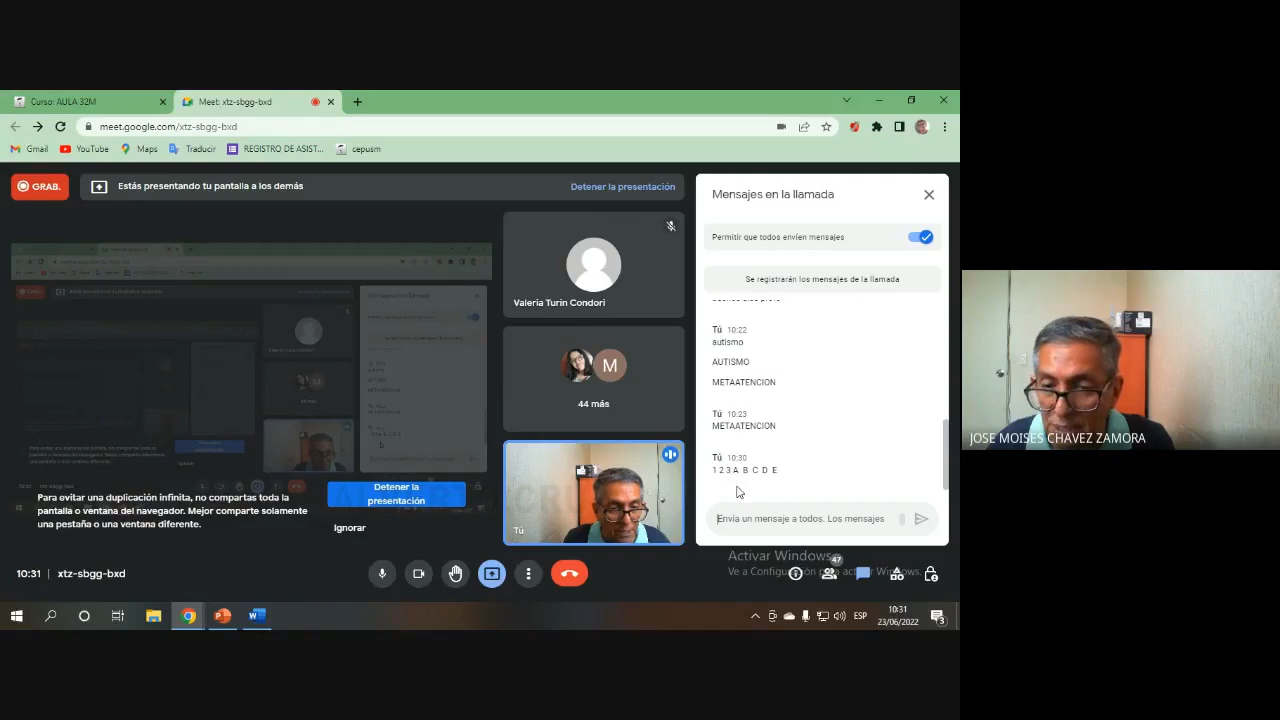 Curso: AULA 32M
Meet: xtz-sbgg-bxd
meet.google.com/xtz-sbgg-bxd
Gmail
YouTube
Maps
Traducir
REGISTRO DE ASIST...
cepusm
GRAB.
Estás presentando tu pantalla a los demás
Detener la presentación
Valeria Turin Condori
M
44 más
Tú
Para evitar una duplicación infinita, no compartas toda la
pantalla o ventana del navegador. Mejor comparte solamente
una pestaña o una ventana diferente.
Detener la
presentación
Ignorar
Mensajes en la llamada
Permitir que todos envíen mensajes
Se registrarán los mensajes de la llamada
Tú 10:22
autismo
AUTISMO
METAATENCION
Tú 10:23
METAATENCION
Tú 10:30
1 2 3 A B C D E
Envía un mensaje a todos. Los mensajes
Activar Windows
Ve a Configuración para activar Windows.
47
10:31
xtz-sbgg-bxd
ESP
10:31
23/06/2022
3
JOSE MOISES CHAVEZ ZAMORA